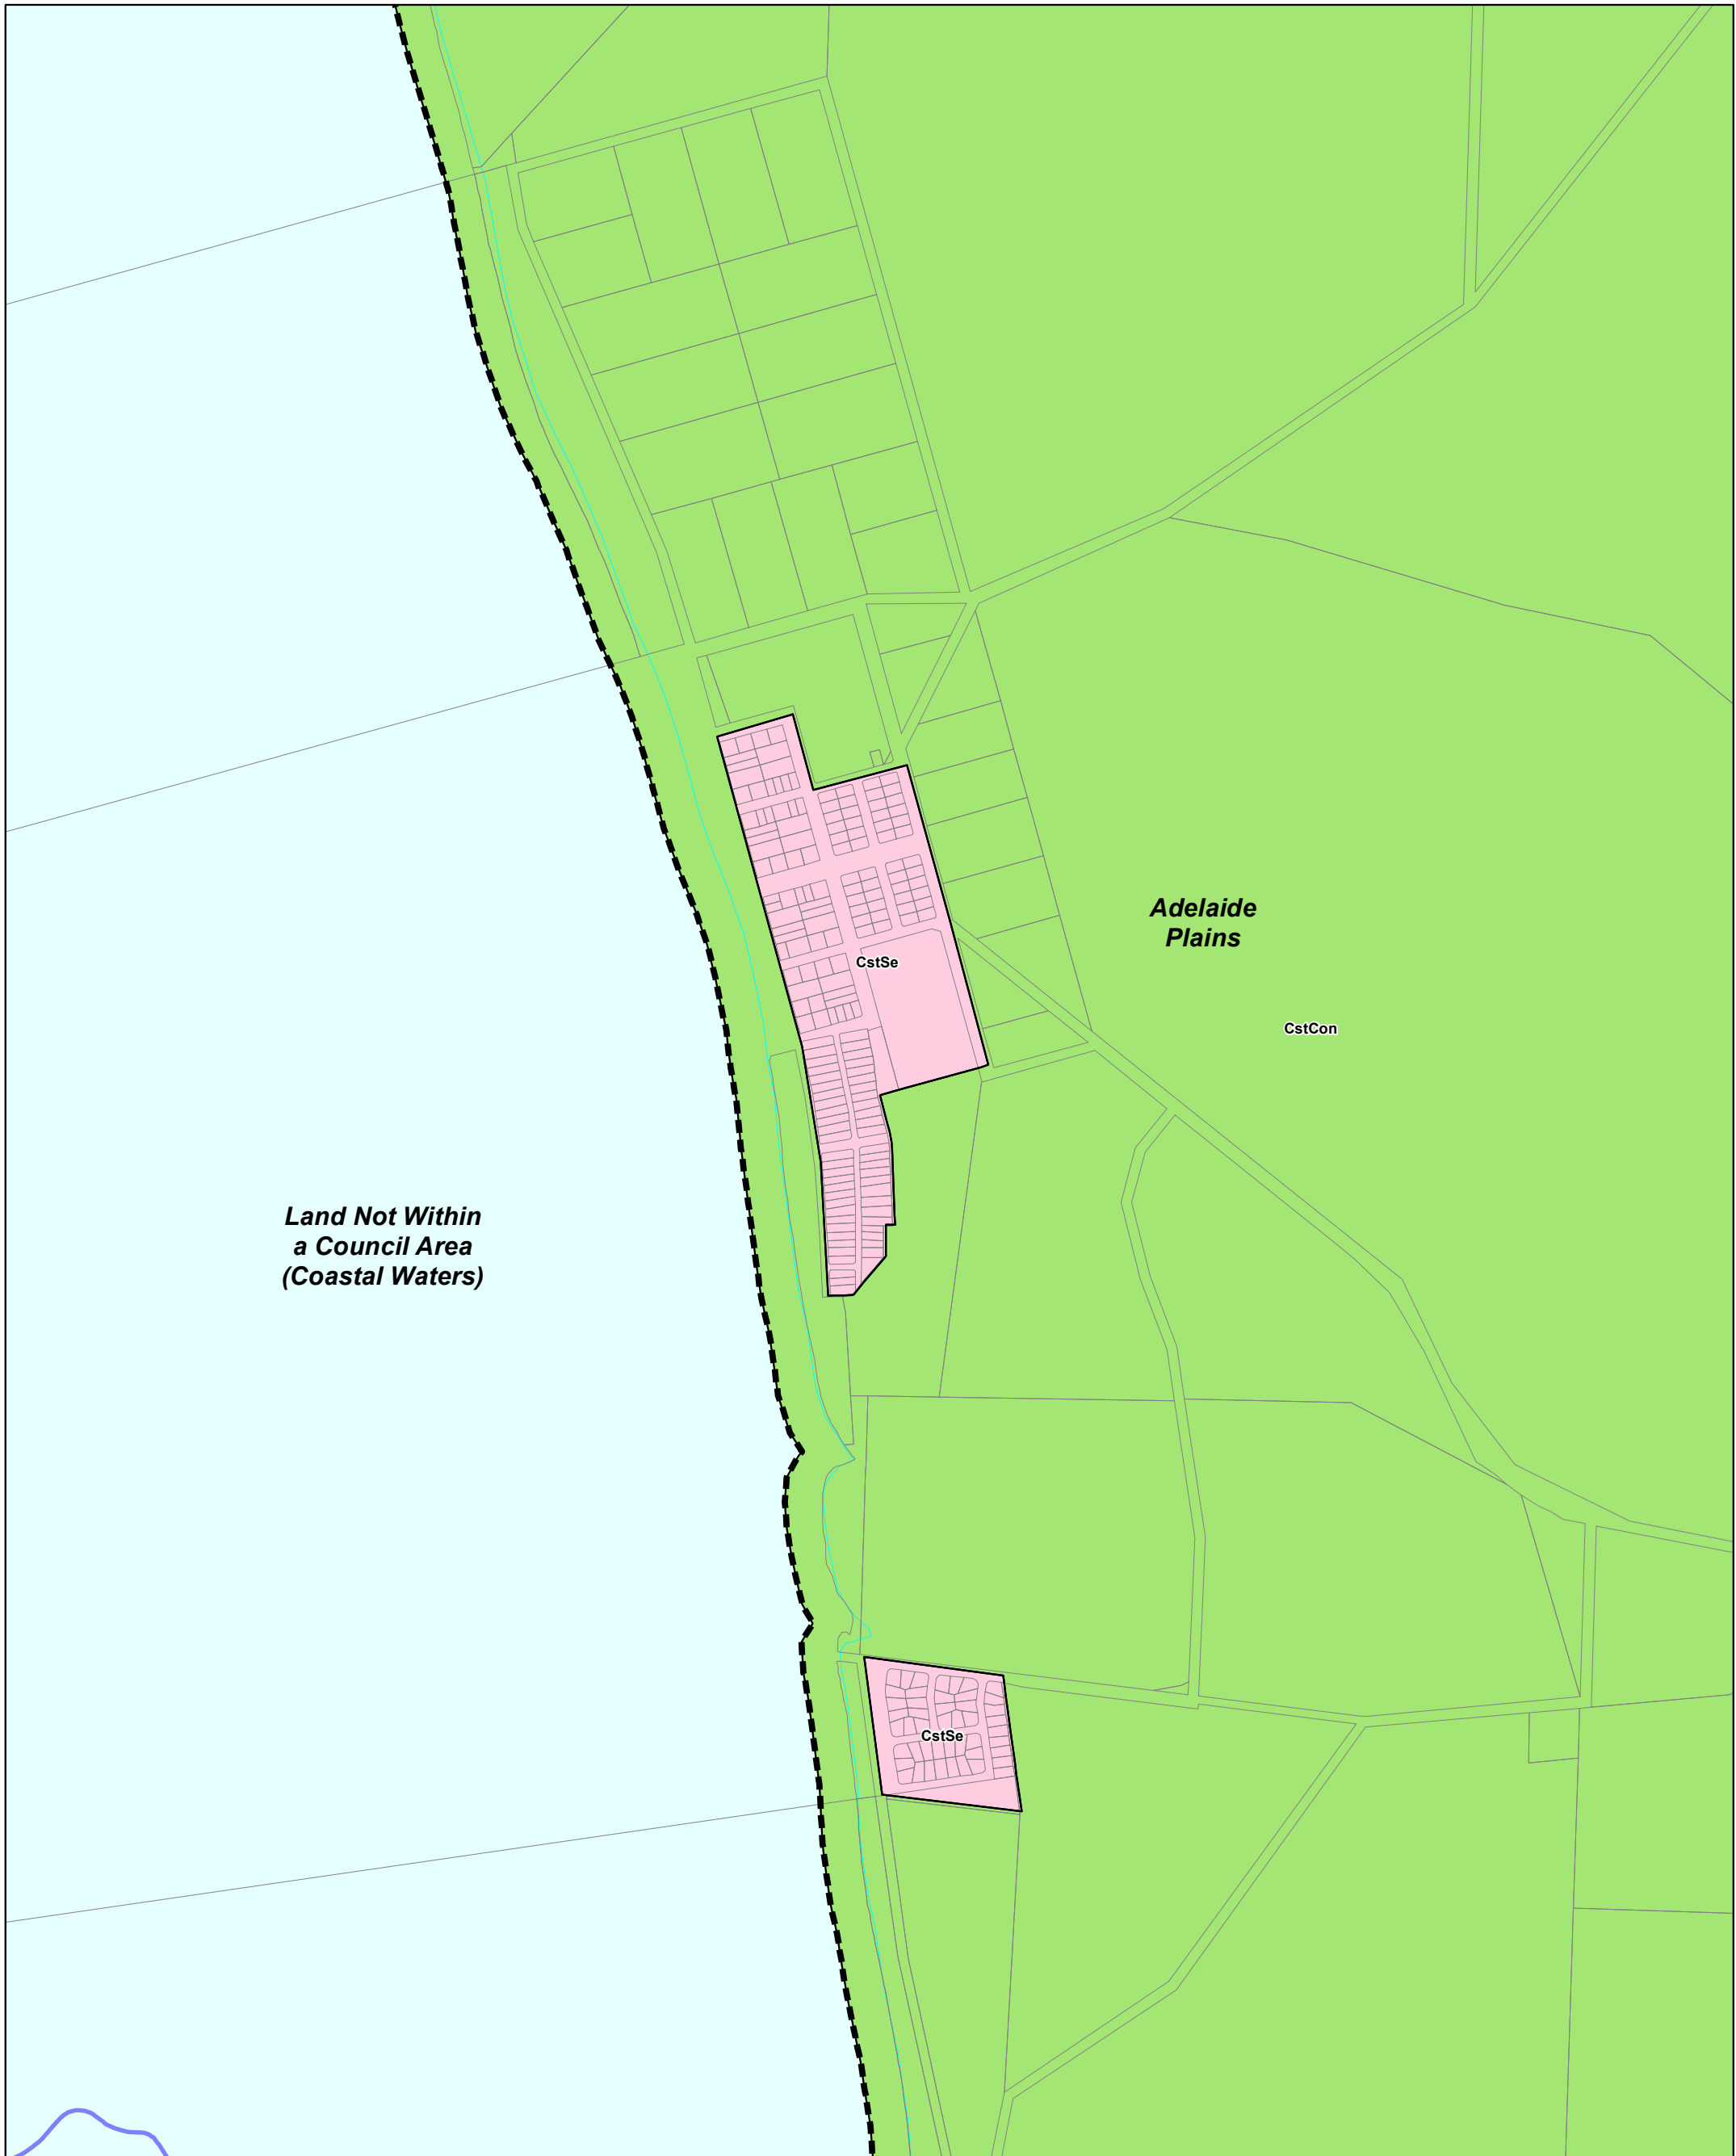 Adelaide
Plains
CstSe
CstCon
Land Not Within
a Council Area
(Coastal Waters)
CstSe